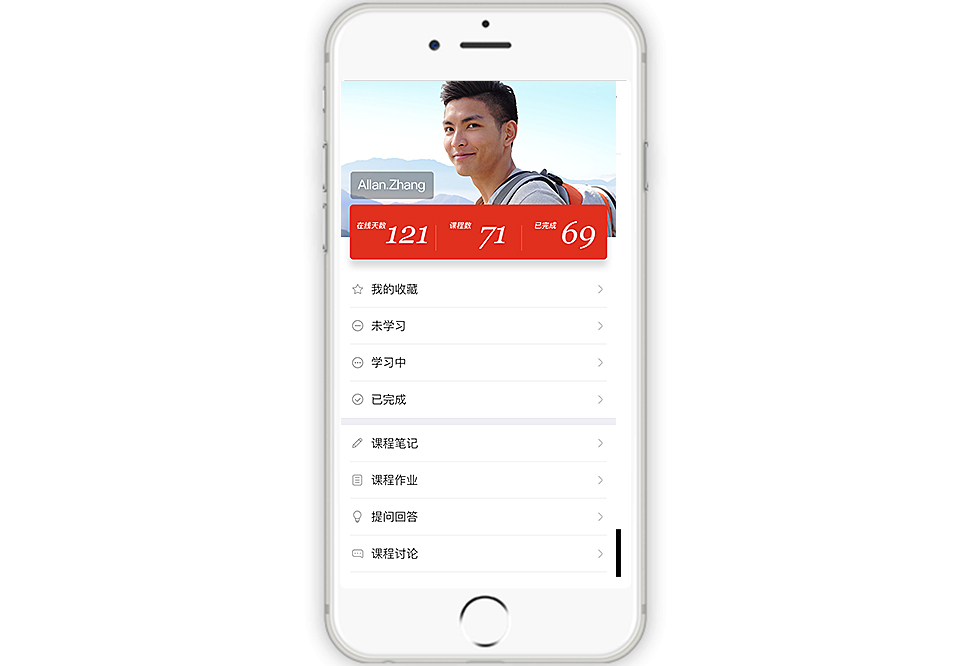 Allan.Zhang
在线天数 121 课程数 71 已完成 69
我的收藏
未学习
学习中
已完成
课程笔记
课程作业
提问回答
课程讨论